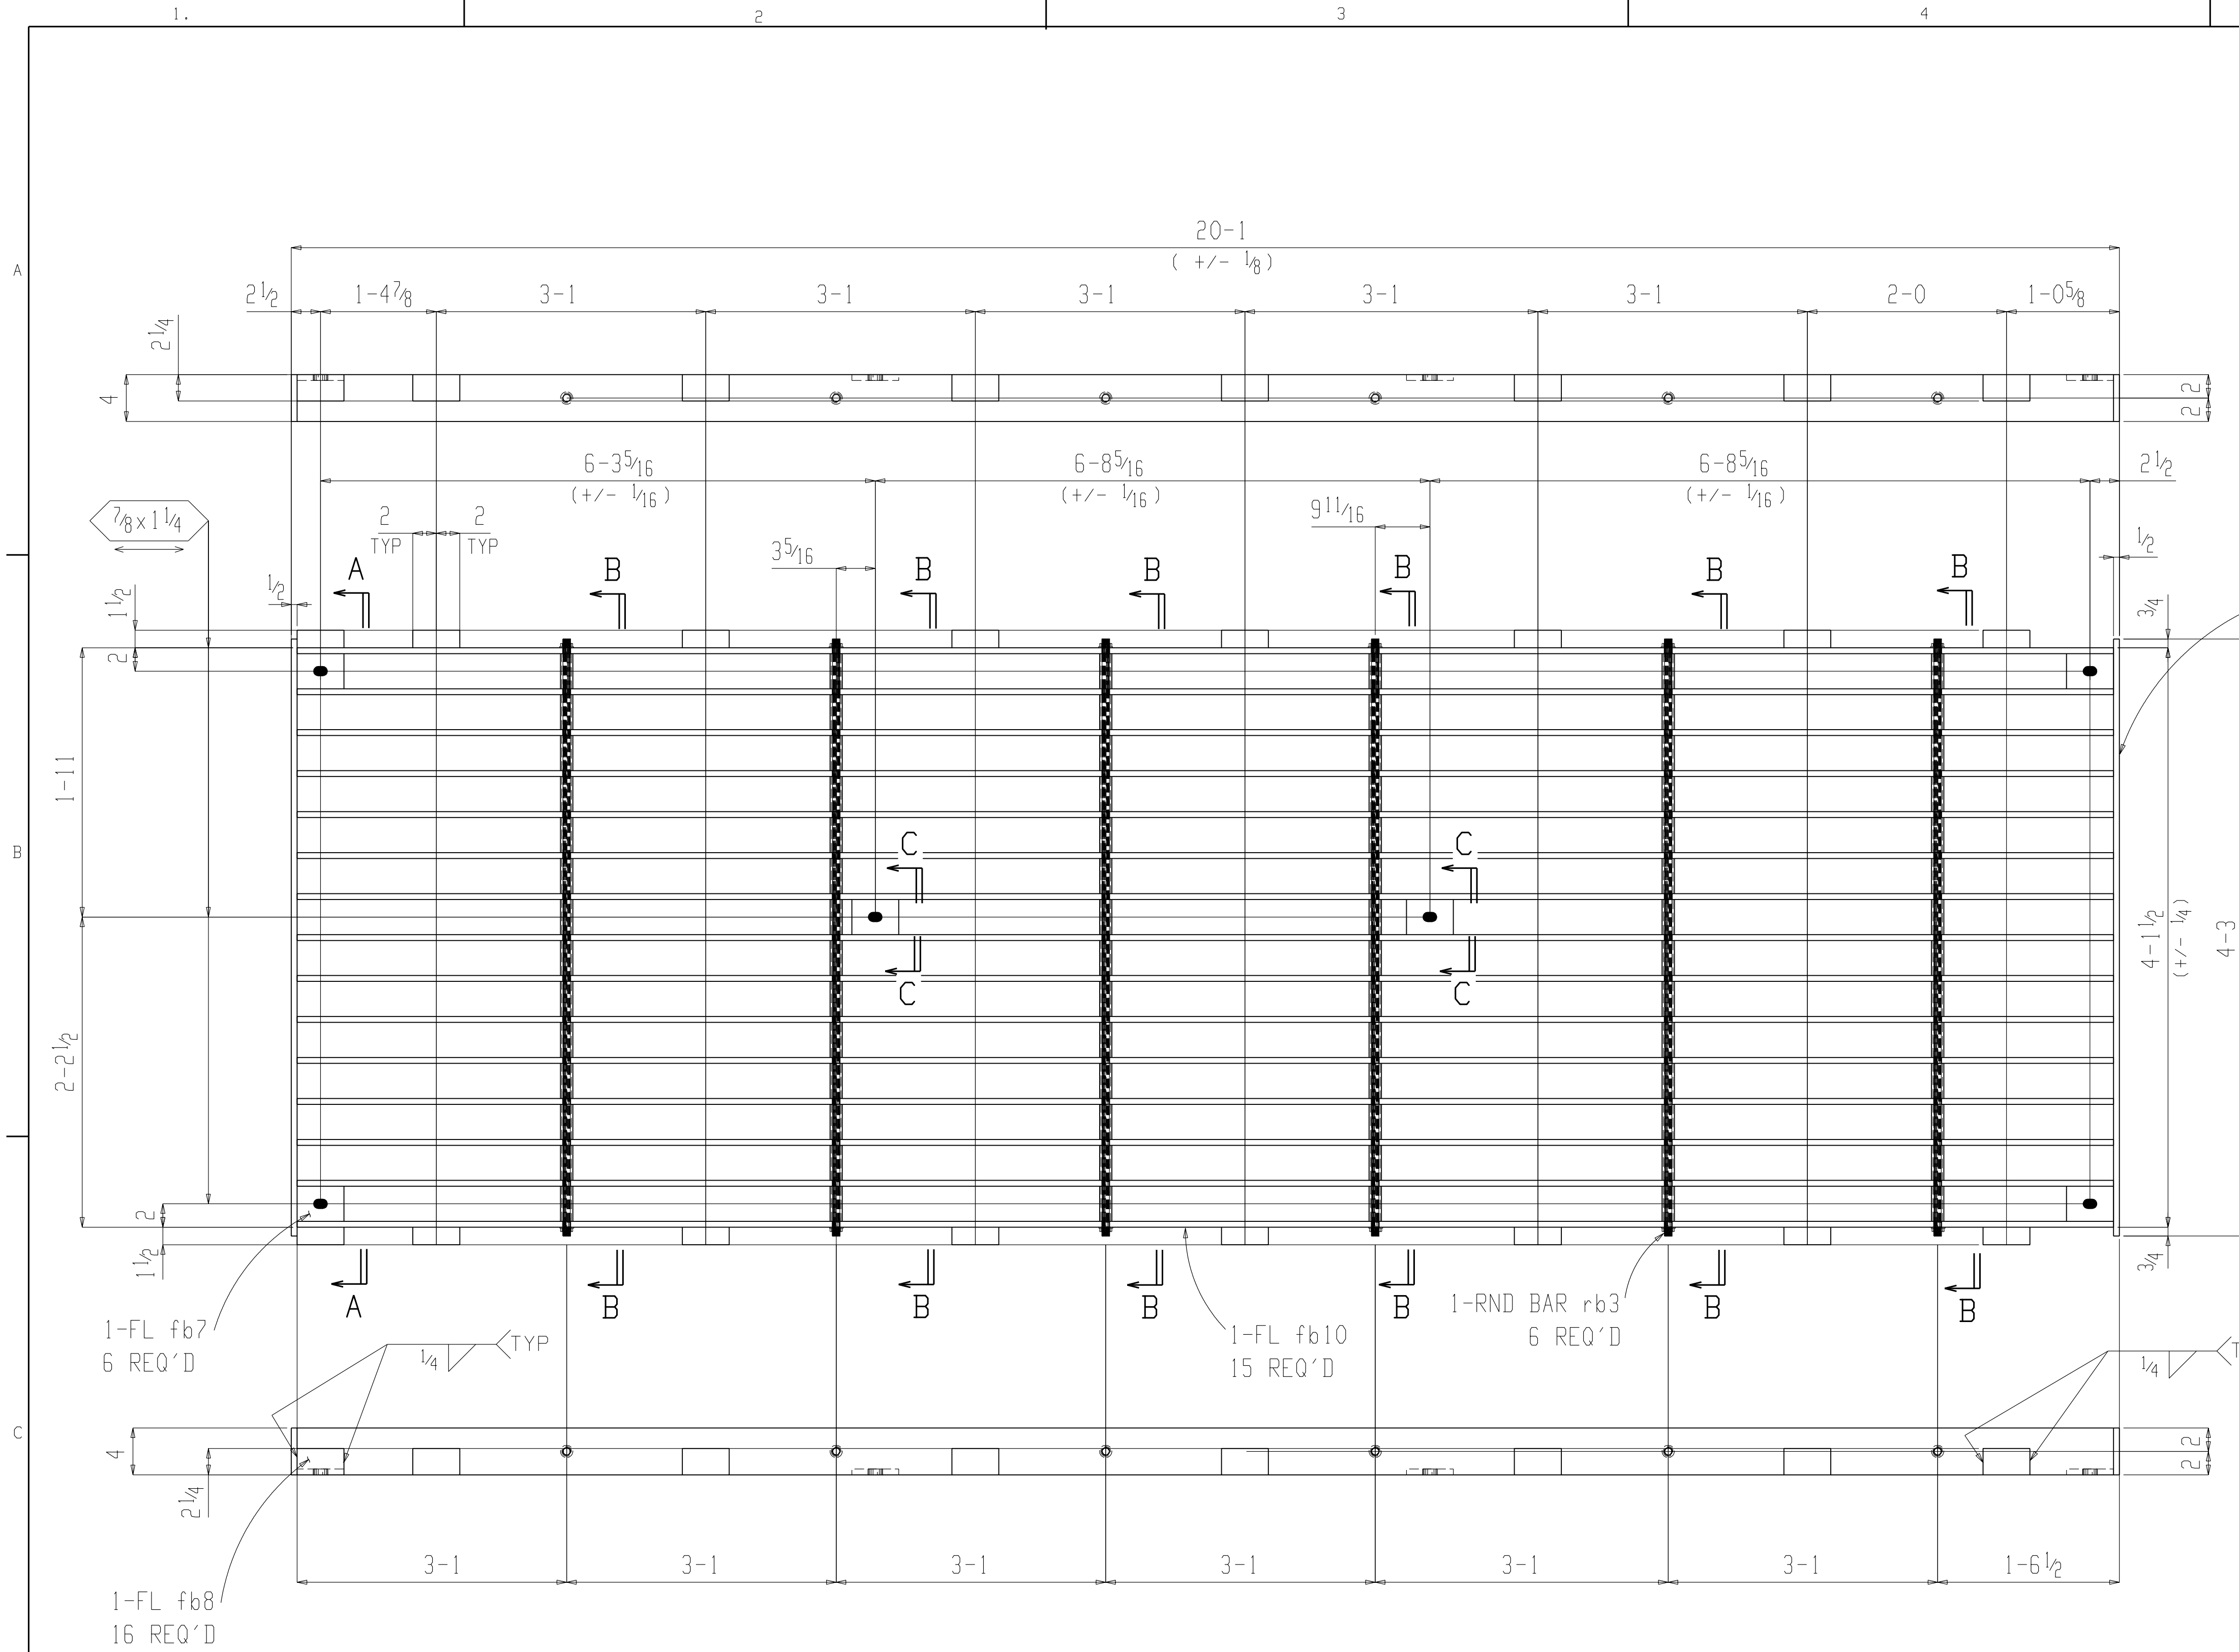 1.
2
3
4
20-1
( +/- 1/8 )
2 1/2
1-4 7/8
3-1
3-1
3-1
3-1
3-1
2-0
1-0 5/8
A
2 1/4
4
2
2
6-3 5/16
(+/- 1/16 )
6-8 5/16
(+/- 1/16 )
6-8 5/16
(+/- 1/16 )
2 1/2
7/8 x 1 1/4
2
TYP
2
TYP
9 11/16
3 5/16
1/2
1/2
A
B
B
B
B
B
B
1 1/2
2
3/4
1-11
B
C
C
4-1 1/2
(+/- 1/4)
4-3
C
C
2-2 1/2
2
1 1/2
3/4
A
B
B
B
B
B
B
1-FL fb7
6 REQ'D
1/4
TYP
1-FL fb10
15 REQ'D
1-RND BAR rb3
6 REQ'D
1/4
T
C
4
2 1/4
2
2
3-1
3-1
3-1
3-1
3-1
3-1
1-6 1/2
1-FL fb8
16 REQ'D